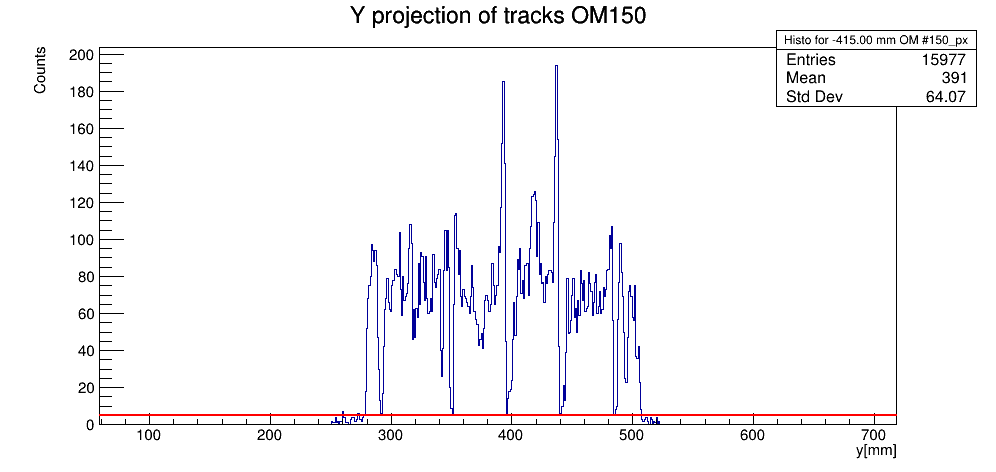 Y projection of tracks OM150
Histo for -415.00 mm OM #150_px
Entries 15977
Mean 391
Std Dev 64.07
Counts
200
180
160
140
120
100
80
60
40
20
0
100 200 300 400 500 600 700
y[mm]